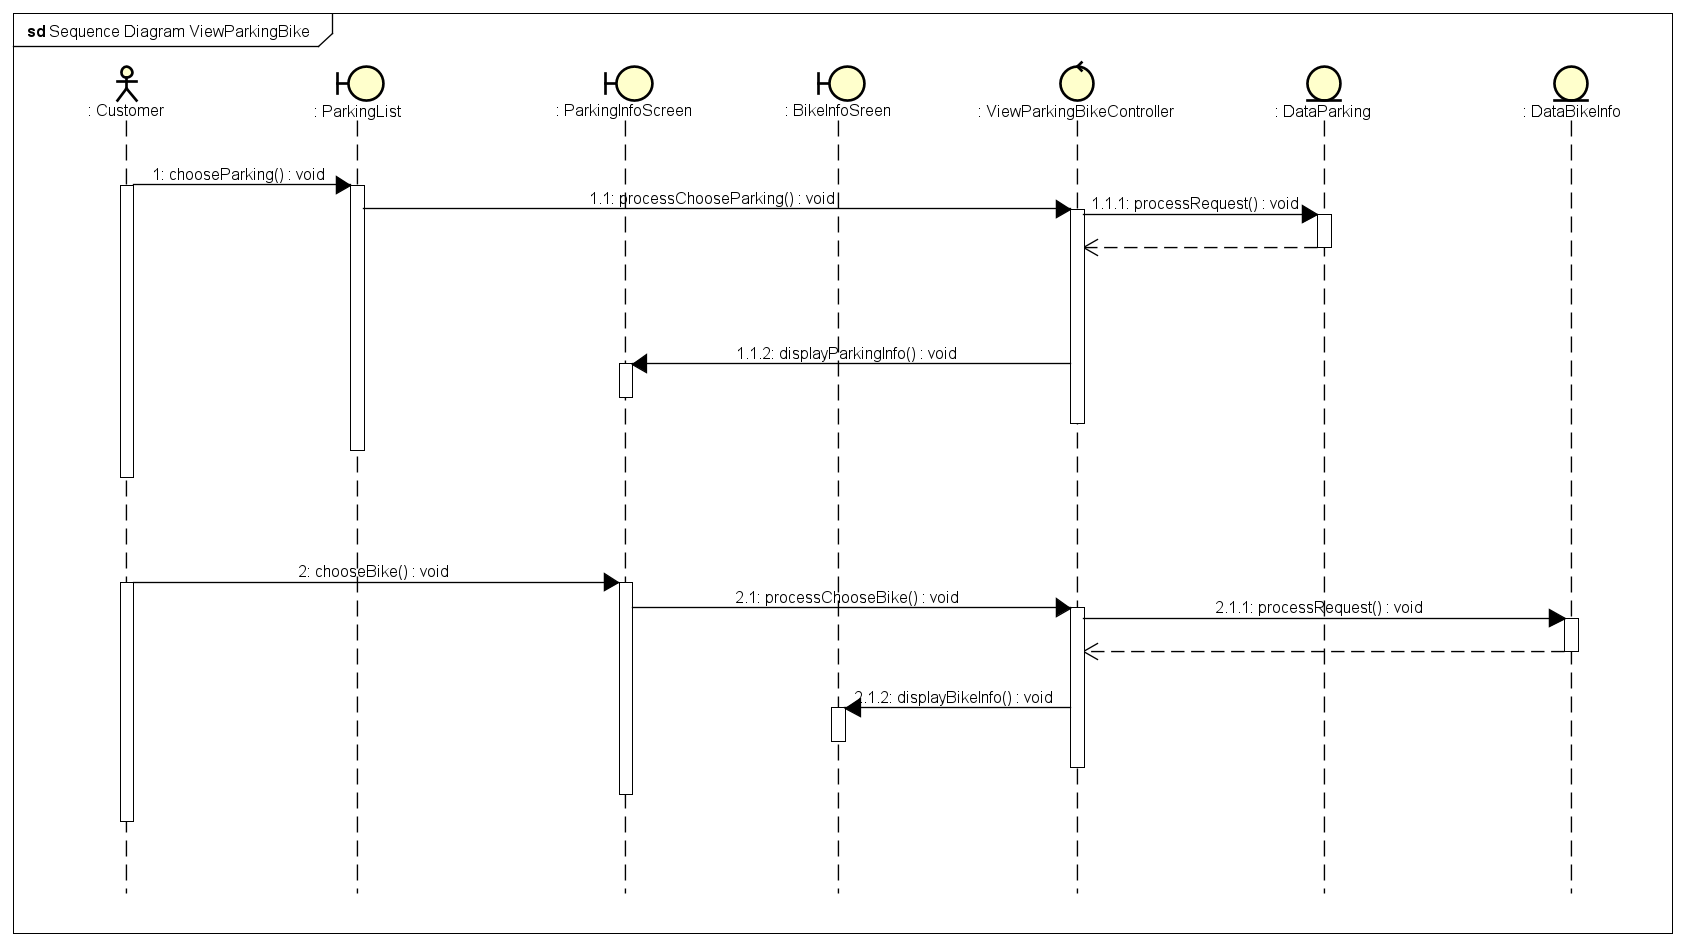 sd Sequence Diagram ViewParkingBike
: Customer
: ParkingList
: ParkingInfoScreen
: BikeInfoSreen
: ViewParkingBikeController
: DataParking
: DataBikeInfo
1: chooseParking() : void
1.1: processChooseParking() : void
1.1.1: processRequest() : void
1.1.2: displayParkingInfo() : void
2: chooseBike() : void
2.1: processChooseBike() : void
2.1.1: processRequest() : void
2.1.2: displayBikeInfo() : void